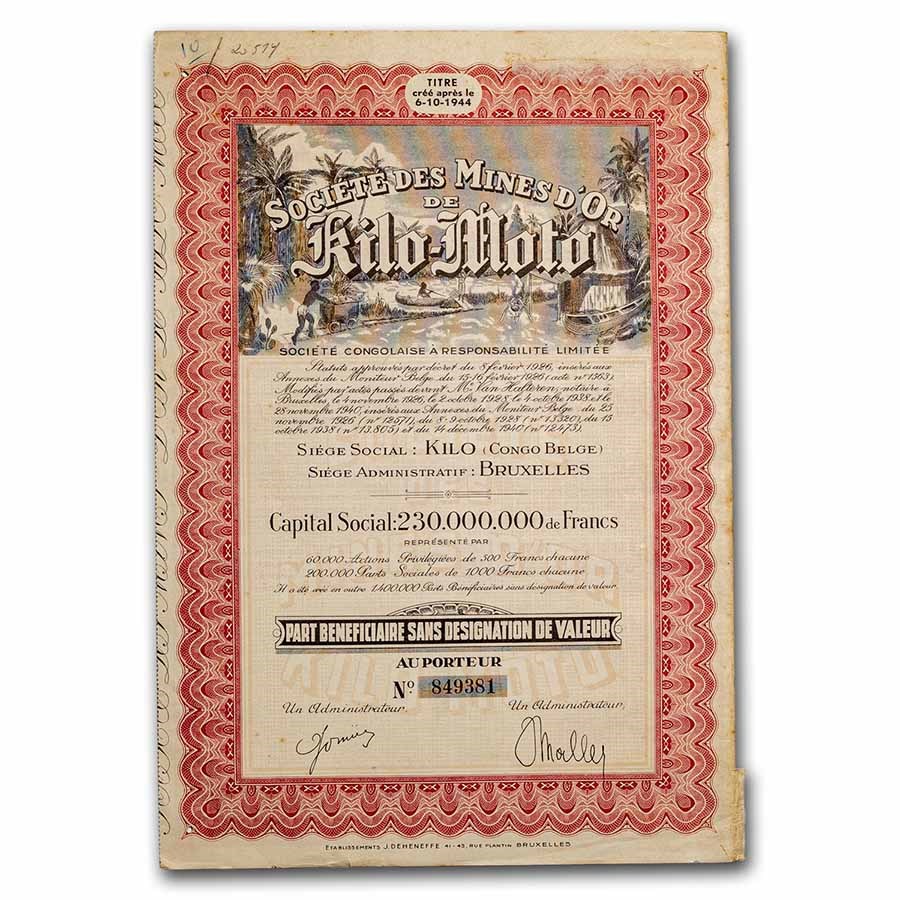 10 / 2519
TITRE
créé après le
6-10-1944
SOCIÉTÉ DES MINES D'OR
DE
Kilo-Moto
SOCIÉTÉ CONGOLAISE À RESPONSABILITÉ LIMITÉE
Statuts approuvés par décret du 8 février 1926, insérés aux
Annexes du Moniteur Belge du 15-16 février 1926 (acte n° 1263).
Modifiés par actes passés devant Me Van Halteren, notaire à
Bruxelles, le 4 novembre 1926, le 2 octobre 1928, le 4 octobre 1938 et le
28 novembre 1940, insérés aux Annexes du Moniteur Belge du 25
novembre 1926 (n° 12571), du 8-9 octobre 1928 (n° 13320), du 15
octobre 1938 (n° 13.805) et du 14 décembre 1940 (n° 12473).
SIÉGE SOCIAL : KILO (CONGO BELGE)
SIÉGE ADMINISTRATIF : BRUXELLES
Capital Social: 230.000.000 de Francs
REPRÉSENTÉ PAR
60.000 Actions Privilégiées de 500 Francs chacune
200.000 Parts Sociales de 1000 Francs chacune
Il a été créé en outre 1.400.000 Parts Bénéficiaires sans désignation de valeur
PART BENEFICIAIRE SANS DESIGNATION DE VALEUR
AU PORTEUR
No. 849381
Un Administrateur, Un Administrateur,
ETABLISSEMENTS J. DEHENEFFE 41-43, RUE PLANTIN BRUXELLES